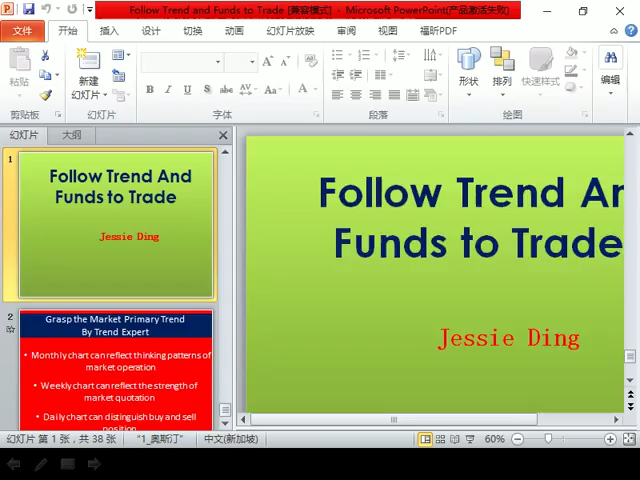 Follow Trend and Funds to Trade [兼容模式] - Microsoft PowerPoint(产品激活失败)
文件 开始 插入 设计 切换 动画 幻灯片放映 审阅 视图 福昕PDF
粘贴 新建 幻灯片 形状 排列 快速样式 编辑
B I U S abc AV Aa A
剪贴板 幻灯片 字体 段落 绘图
幻灯片 大纲
1
Follow Trend And
Funds to Trade
Jessie Ding
2
Grasp the Market Primary Trend
By Trend Expert
Monthly chart can reflect thinking patterns of
market operation
Weekly chart can reflect the strength of
market quotation
Daily chart can distinguish buy and sell
position
Follow Trend An
Funds to Trade
Jessie Ding
幻灯片 第 1 张, 共 38 张 "1_奥斯汀" 中文(新加坡) 60%